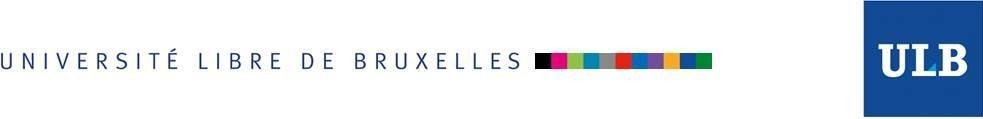 UNIVERSITÉ LIBRE DE BRUXELLES
ULB